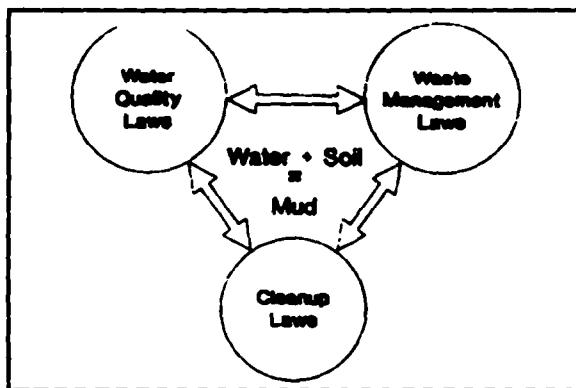 Water
Quality
Laws
Waste
Management
Laws
Water + Soil
=
Mud
Cleanup
Laws